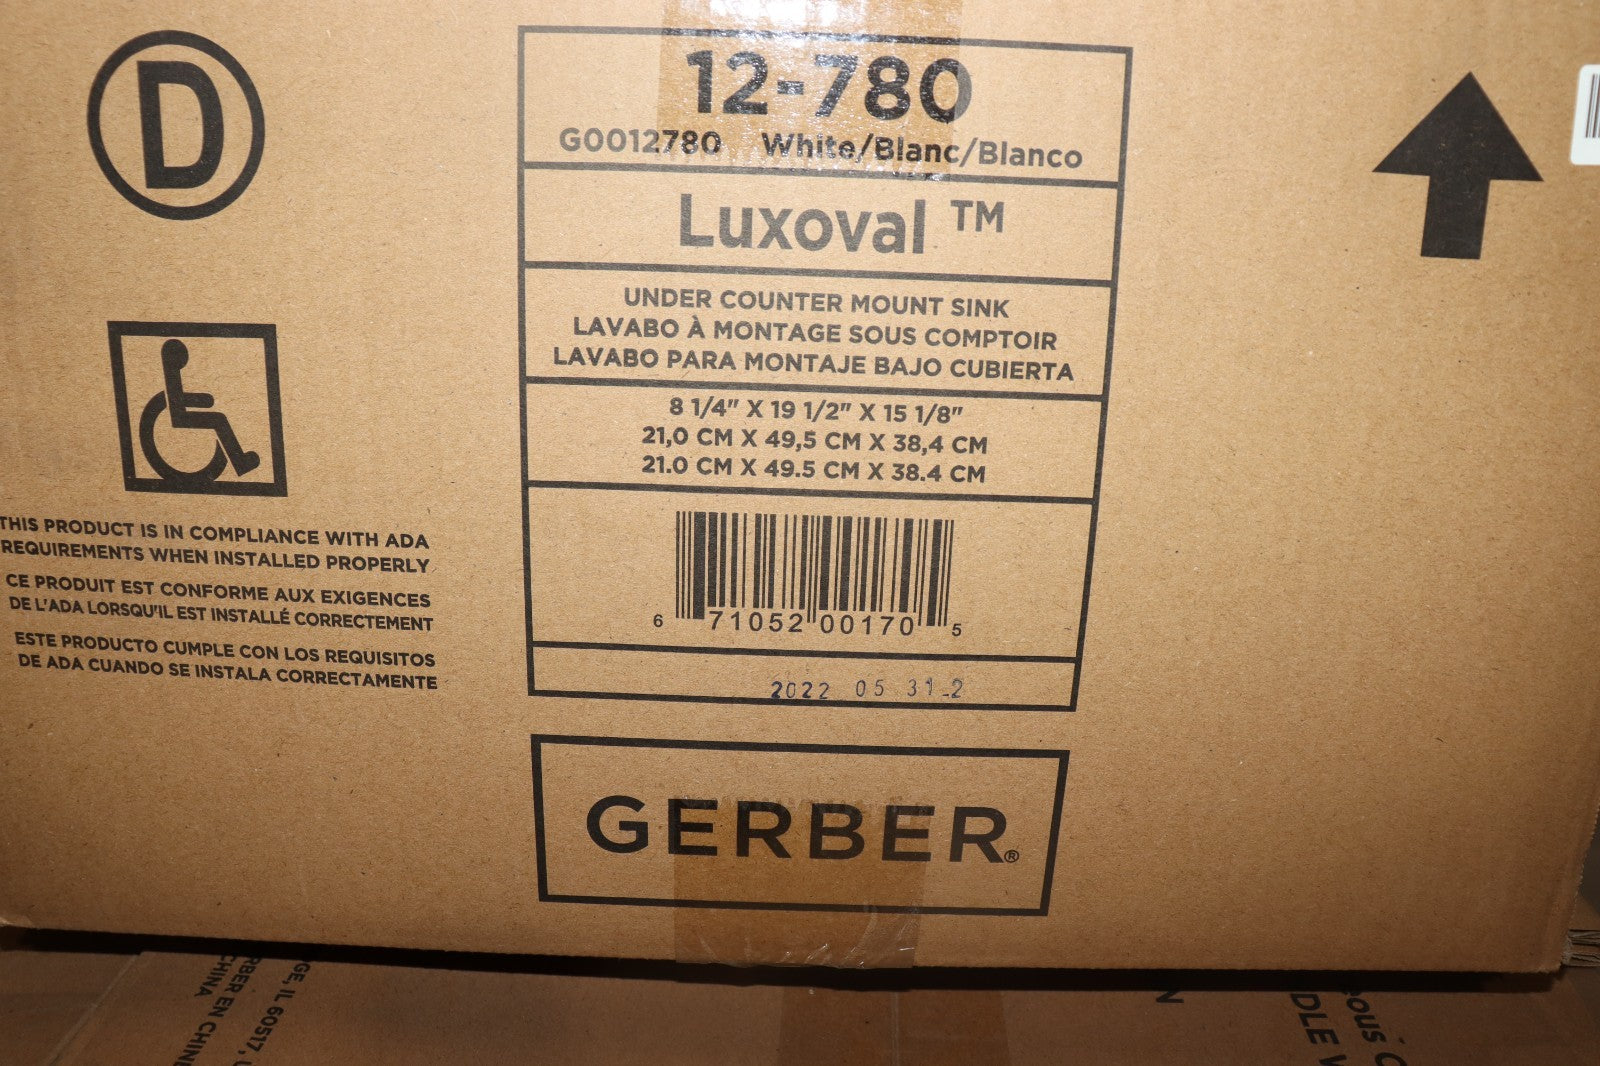 D
12-780
G0012780 White/Blanc/Blanco
Luxoval ™
UNDER COUNTER MOUNT SINK
LAVABO À MONTAGE SOUS COMPTOIR
LAVABO PARA MONTAJE BAJO CUBIERTA
8 1/4" X 19 1/2" X 15 1/8"
21,0 CM X 49,5 CM X 38,4 CM
21.0 CM X 49.5 CM X 38.4 CM
6 71052 00170 5
2022 05 31-2
GERBER®
THIS PRODUCT IS IN COMPLIANCE WITH ADA
REQUIREMENTS WHEN INSTALLED PROPERLY
CE PRODUIT EST CONFORME AUX EXIGENCES
DE L'ADA LORSQU'IL EST INSTALLÉ CORRECTEMENT
ESTE PRODUCTO CUMPLE CON LOS REQUISITOS
DE ADA CUANDO SE INSTALA CORRECTAMENTE
IL 60517,
EN CHINA